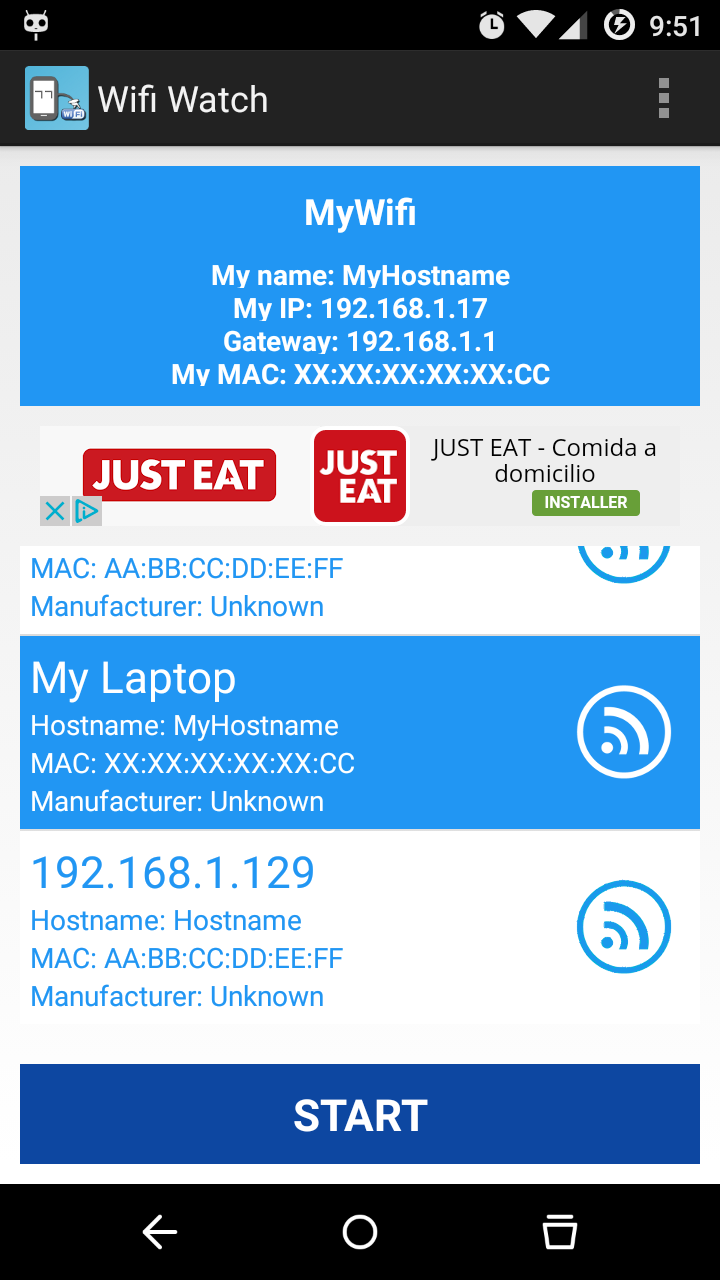 9:51
WiFi
Wifi Watch
MyWifi
My name: MyHostname
My IP: 192.168.1.17
Gateway: 192.168.1.1
My MAC: XX:XX:XX:XX:XX:CC
JUST EAT
JUST
EAT
JUST EAT - Comida a
domicilio
INSTALLER
MAC: AA:BB:CC:DD:EE:FF
Manufacturer: Unknown
My Laptop
Hostname: MyHostname
MAC: XX:XX:XX:XX:XX:CC
Manufacturer: Unknown
192.168.1.129
Hostname: Hostname
MAC: AA:BB:CC:DD:EE:FF
Manufacturer: Unknown
START